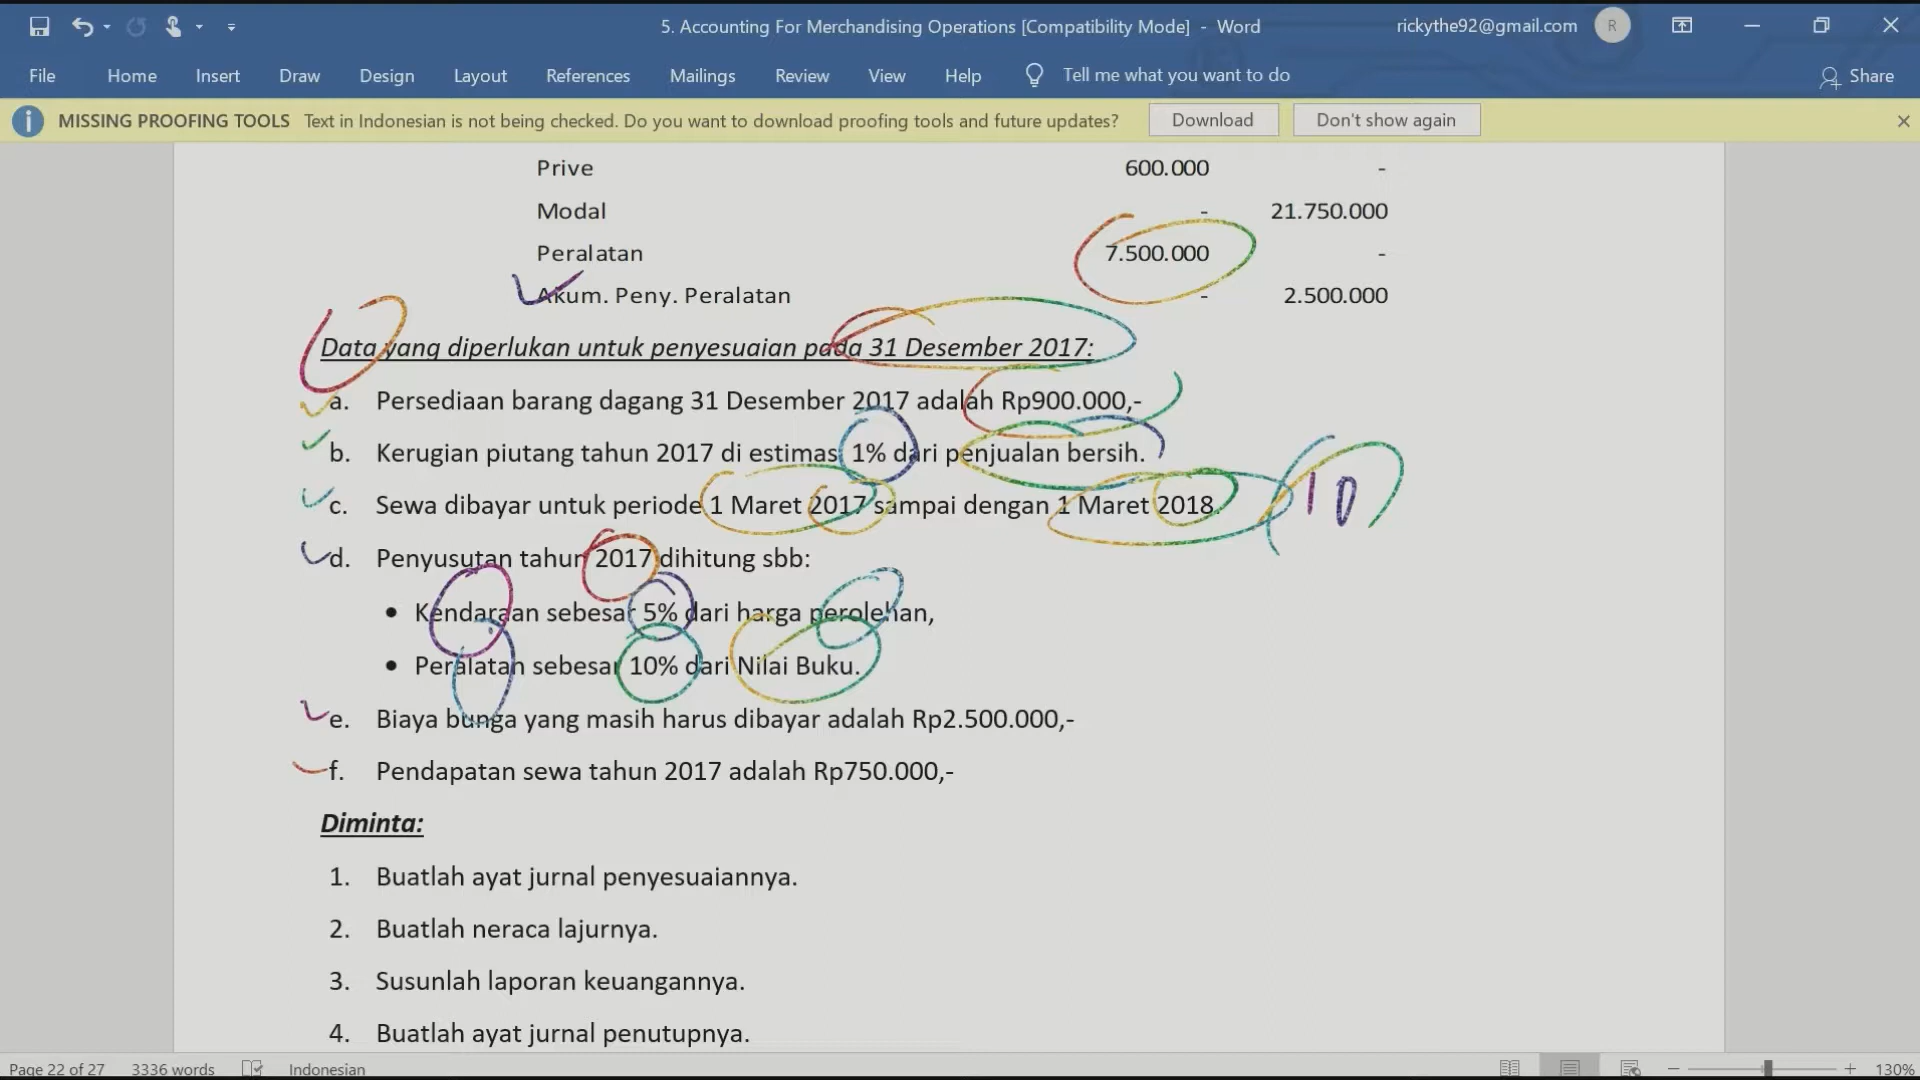 5. Accounting For Merchandising Operations [Compatibility Mode] - Word
rickythe92@gmail.com
R
File Home Insert Draw Design Layout References Mailings Review View Help Tell me what you want to do Share
MISSING PROOFING TOOLS Text in Indonesian is not being checked. Do you want to download proofing tools and future updates? Download Don't show again
Prive 600.000 -
Modal - 21.750.000
Peralatan 7.500.000 -
Akum. Peny. Peralatan - 2.500.000
Data yang diperlukan untuk penyesuaian pada 31 Desember 2017:
a. Persediaan barang dagang 31 Desember 2017 adalah Rp900.000,-
b. Kerugian piutang tahun 2017 di estimasi 1% dari penjualan bersih.
c. Sewa dibayar untuk periode 1 Maret 2017 sampai dengan 1 Maret 2018. 10
d. Penyusutan tahun 2017 dihitung sbb:
• Kendaraan sebesar 5% dari harga perolehan,
• Peralatan sebesar 10% dari Nilai Buku.
e. Biaya bunga yang masih harus dibayar adalah Rp2.500.000,-
f. Pendapatan sewa tahun 2017 adalah Rp750.000,-
Diminta:
1. Buatlah ayat jurnal penyesuaiannya.
2. Buatlah neraca lajurnya.
3. Susunlah laporan keuangannya.
4. Buatlah ayat jurnal penutupnya.
Page 22 of 27 3336 words Indonesian 130%